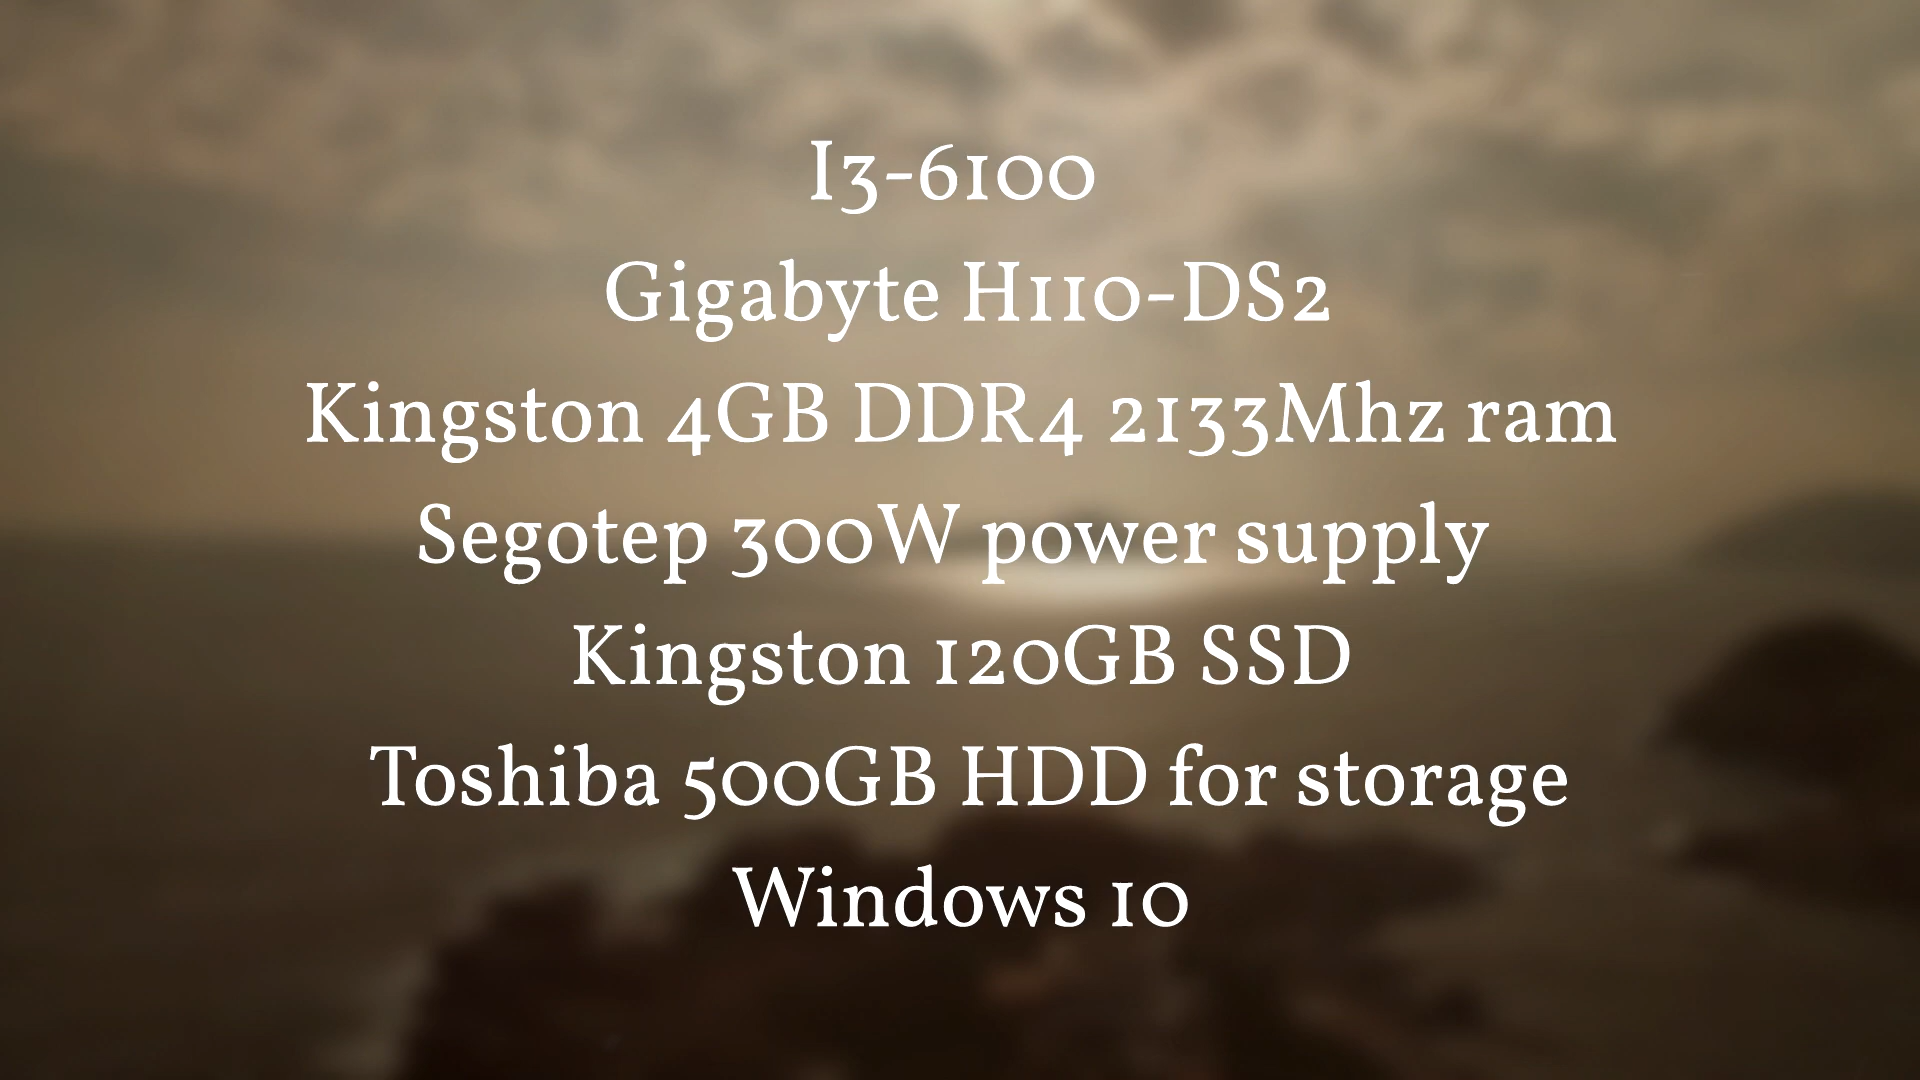 I3-6100
Gigabyte H110-DS2
Kingston 4GB DDR4 2133Mhz ram
Segotep 300W power supply
Kingston 120GB SSD
Toshiba 500GB HDD for storage
Windows 10